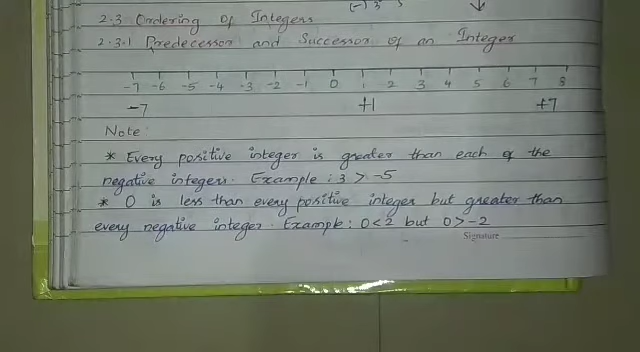 2.3 Ordering of Integers
2.3.1 Predecessor and Successor of an Integer
-7 -6 -5 -4 -3 -2 -1 0 1 2 3 4 5 6 7 8
-7 +1 +7
Note
* Every positive integer is greater than each of the
negative integers. Example : 3 > -5
* 0 is less than every positive integer but greater than
every negative integer. Example: 0<2 but 0>-2
Signature